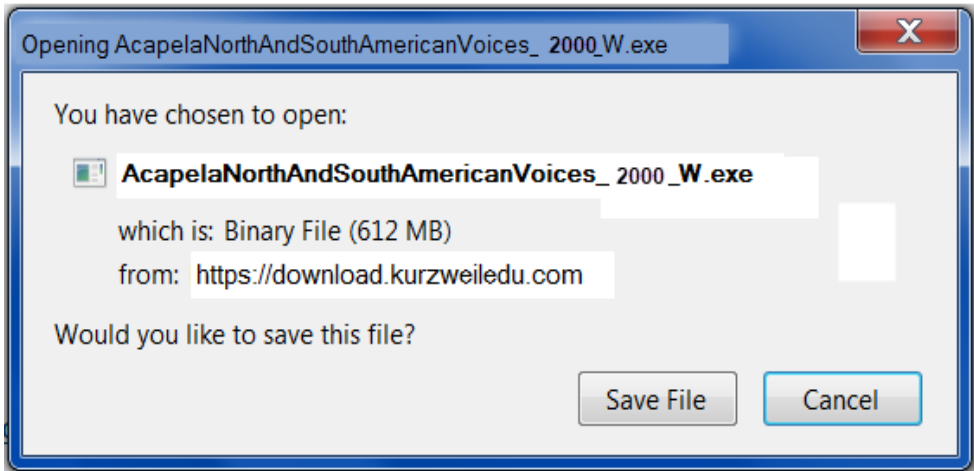 Opening AcapelaNorthAndSouthAmericanVoices_ 2000_W.exe
X
You have chosen to open:
AcapelaNorthAndSouthAmericanVoices_ 2000_W.exe
which is: Binary File (612 MB)
from: https://download.kurzweiledu.com
Would you like to save this file?
Save File Cancel